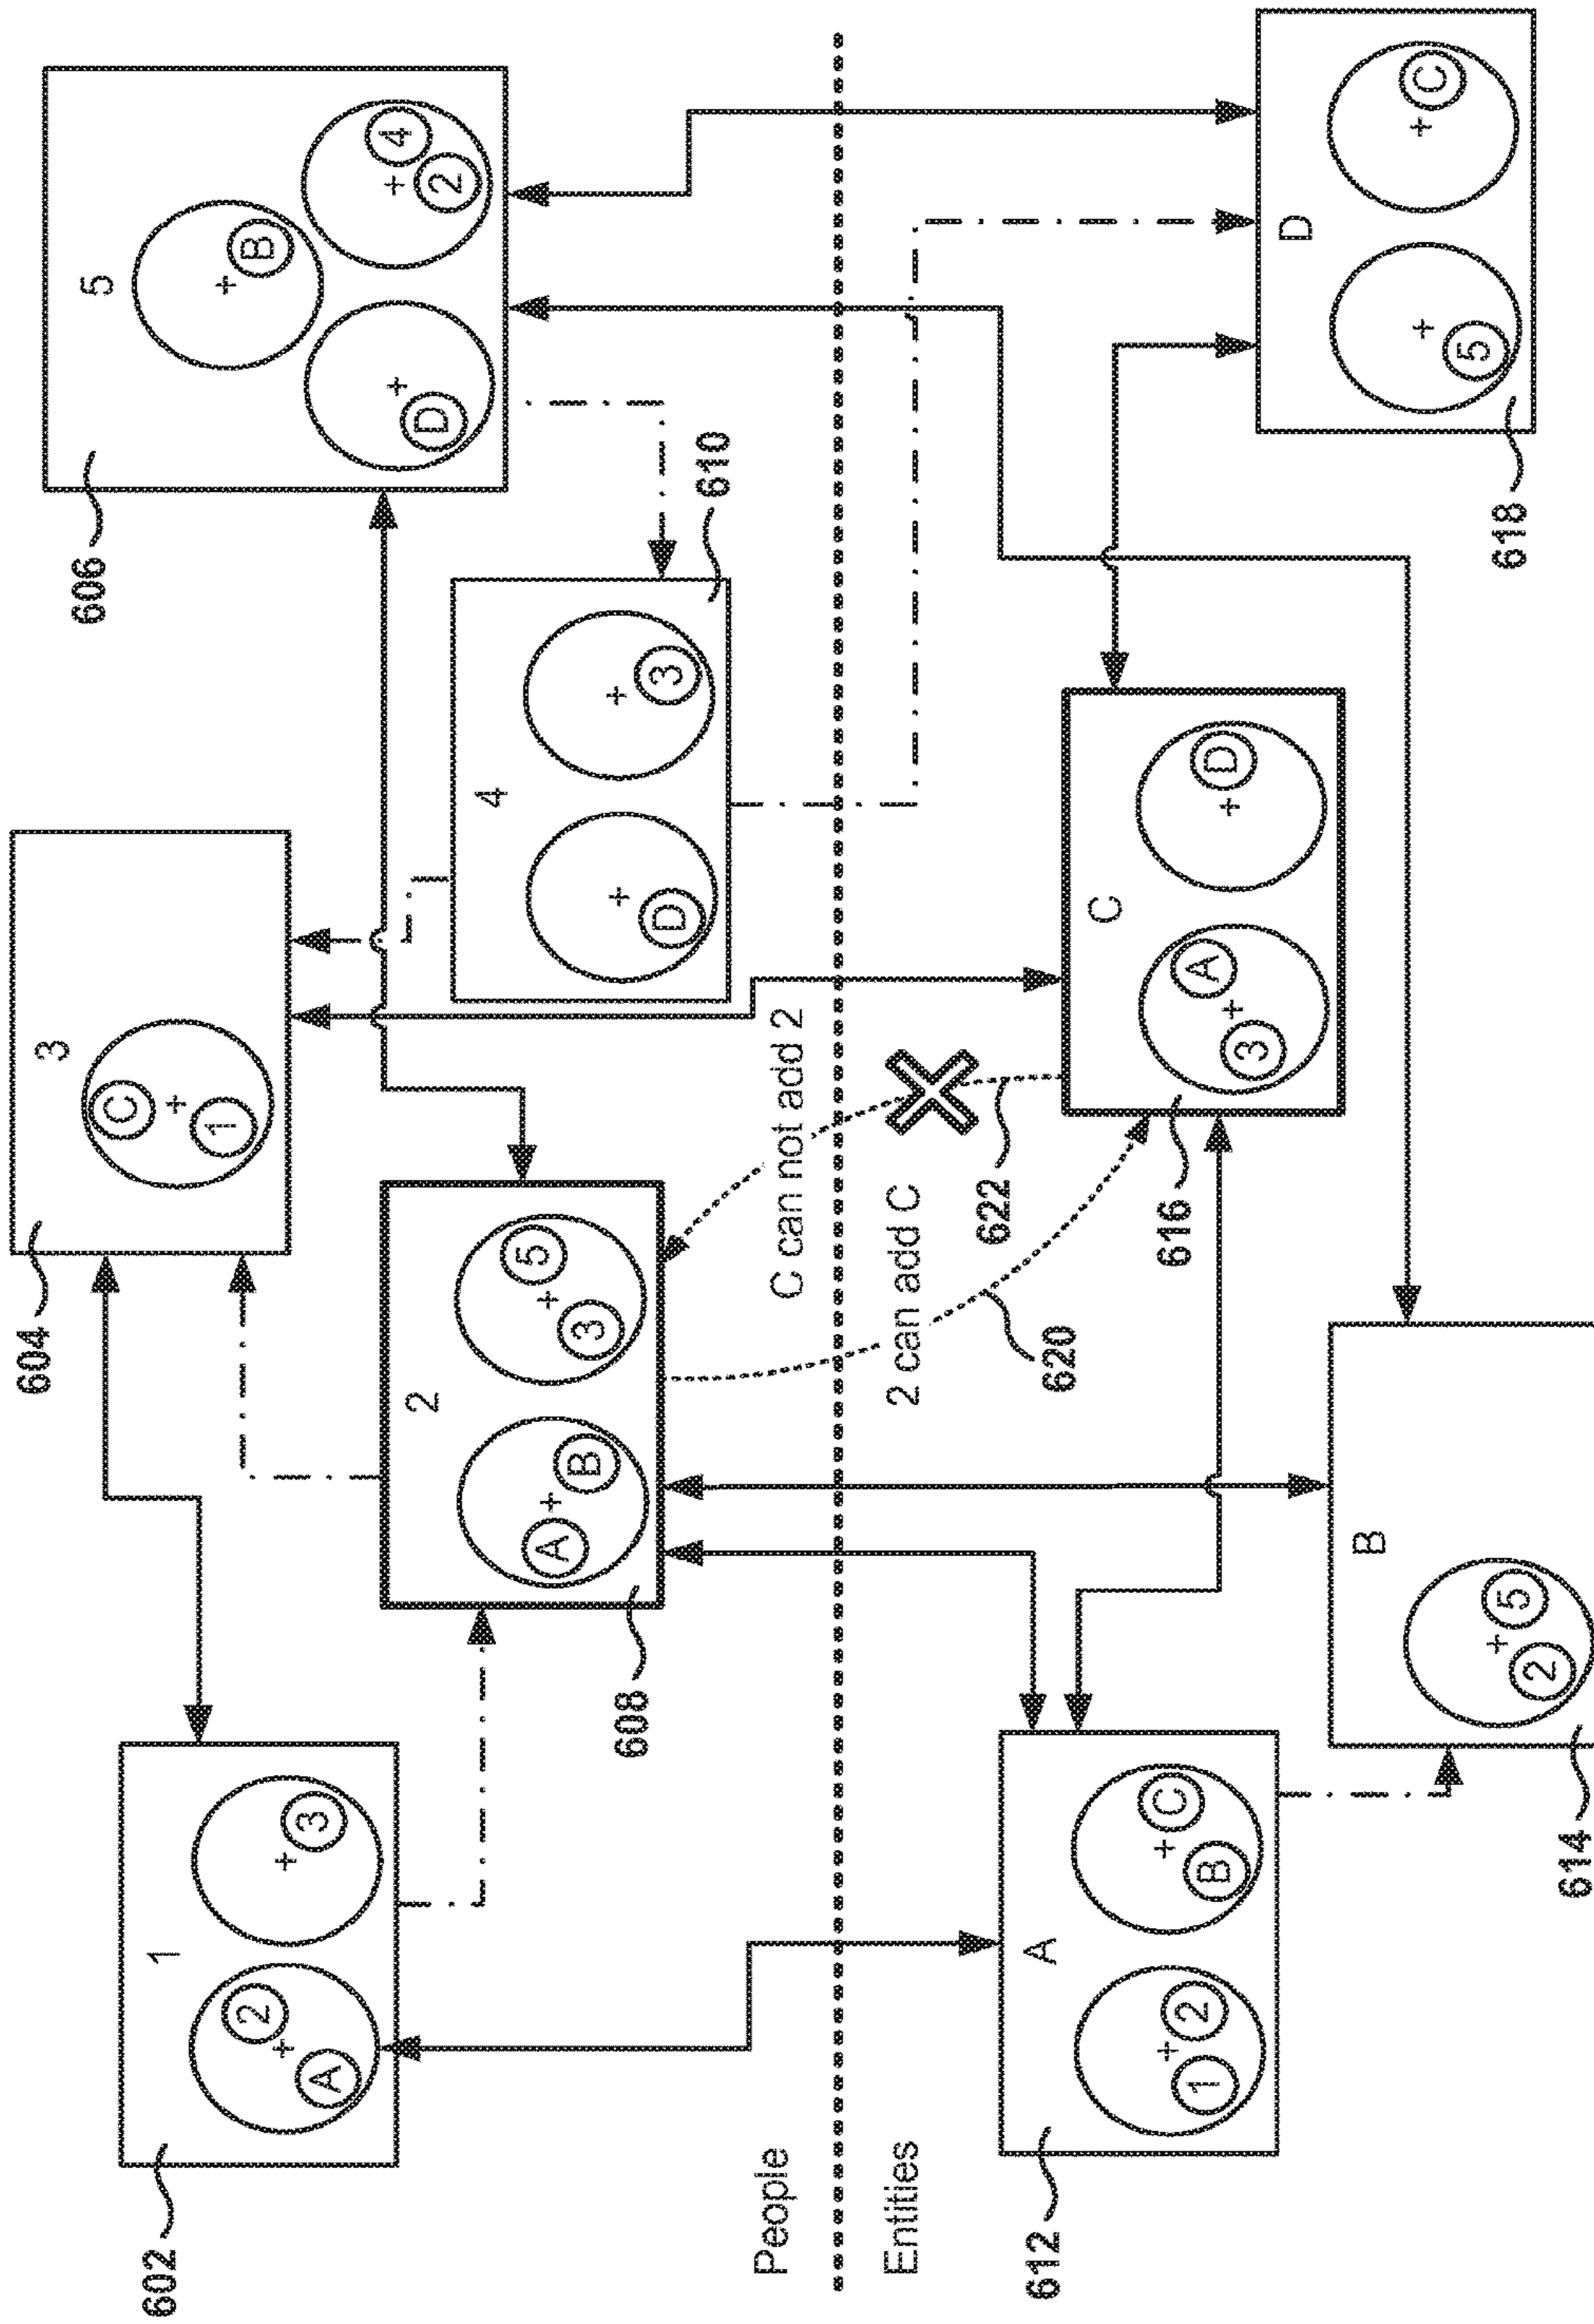 602
1
2
+
A
+
3
604
3
C
+
1
606
5
+
B
D
+
+
4
2
608
2
A
+
B
5
+
3
4
610
+
D
+
3
People
Entities
C can not add 2
2 can add C
620
622
612
A
+
1
2
+
C
B
614
B
+
2
5
616
C
A
+
3
D
+
618
D
+
5
+
C